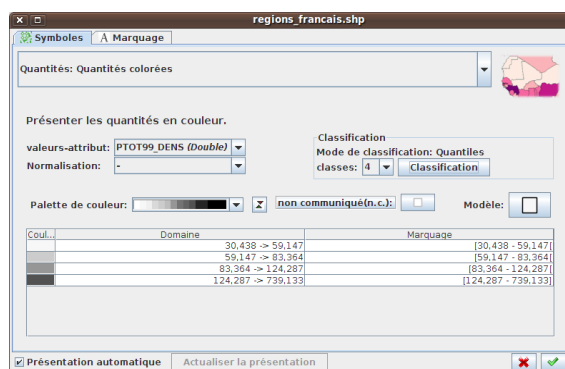 regions_francais.shp
Symboles
A Marquage
Quantités: Quantités colorées
Présenter les quantités en couleur.
valeurs-attribut: PTOT99_DENS (Double)
Normalisation: -
Classification
Mode de classification: Quantiles
classes: 4 Classification
Palette de couleur: non communiqué(n.c.): Modèle:
Coul... Domaine Marquage
30,438 -> 59,147 [30,438 - 59,147[
59,147 -> 83,364 [59,147 - 83,364[
83,364 -> 124,287 [83,364 - 124,287[
124,287 -> 739,133 [124,287 - 739,133]
Présentation automatique Actualiser la présentation